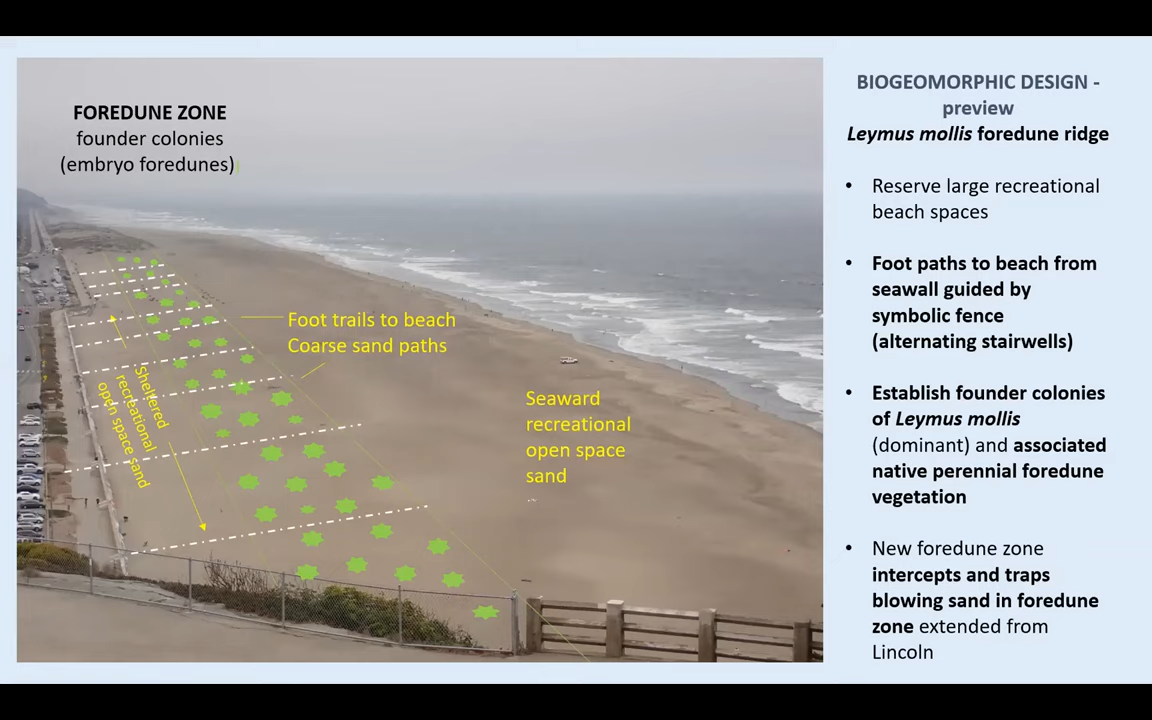 FOREDUNE ZONE
founder colonies
(embryo foredunes)
Foot trails to beach
Coarse sand paths
Sheltered
recreational
open space sand
Seaward
recreational
open space
sand
BIOGEOMORPHIC DESIGN -
preview
Leymus mollis foredune ridge
• Reserve large recreational
beach spaces
• Foot paths to beach from
seawall guided by
symbolic fence
(alternating stairwells)
• Establish founder colonies
of Leymus mollis
(dominant) and associated
native perennial foredune
vegetation
• New foredune zone
intercepts and traps
blowing sand in foredune
zone extended from
Lincoln